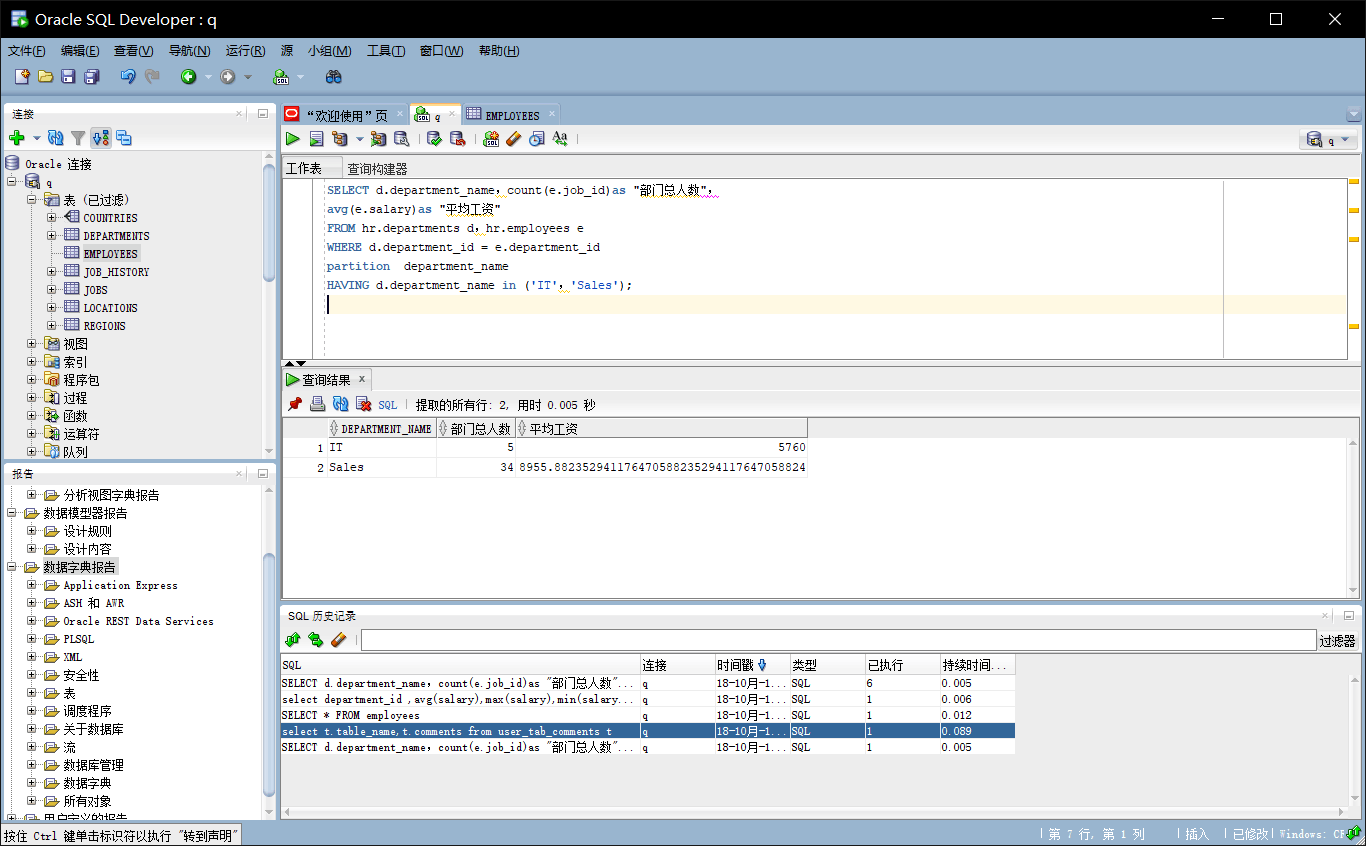 Oracle SQL Developer : q
文件(F) 编辑(E) 查看(V) 导航(N) 运行(R) 源 小组(M) 工具(T) 窗口(W) 帮助(H)
连接
Oracle 连接
q
表 (已过滤)
COUNTRIES
DEPARTMENTS
EMPLOYEES
JOB_HISTORY
JOBS
LOCATIONS
REGIONS
视图
索引
程序包
过程
函数
运算符
队列
报告
分析视图字典报告
数据模型器报告
设计规则
设计内容
数据字典报告
Application Express
ASH 和 AWR
Oracle REST Data Services
PLSQL
XML
安全性
表
调度程序
关于数据库
流
数据库管理
数据字典
所有对象
用户定义的报告
“欢迎使用”页 q EMPLOYEES
q
工作表 查询构建器
SELECT d.department_name，count(e.job_id)as "部门总人数"，
avg(e.salary)as "平均工资"
FROM hr.departments d，hr.employees e
WHERE d.department_id = e.department_id
partition  department_name
HAVING d.department_name in ('IT'，'Sales');
查询结果
SQL | 提取的所有行: 2, 用时 0.005 秒
DEPARTMENT_NAME 部门总人数 平均工资
1 IT 5 5760
2 Sales 34 8955.88235294117647058823529411764705882​4
SQL 历史记录
过滤器
SQL 连接 时间戳 类型 已执行 持续时间...
SELECT d.department_name，count(e.job_id)as "部门总人数"... q 18-10月-1... SQL 6 0.005
select department_id ,avg(salary),max(salary),min(salary... q 18-10月-1... SQL 1 0.006
SELECT * FROM employees q 18-10月-1... SQL 1 0.012
select t.table_name,t.comments from user_tab_comments t q 18-10月-1... SQL 1 0.089
SELECT d.department_name，count(e.job_id)as "部门总人数"... q 18-10月-1... SQL 1 0.005
按住 Ctrl 键单击标识符以执行 "转到声明"
第 7 行, 第 1 列 | 插入 | 已修改 | Windows: CF